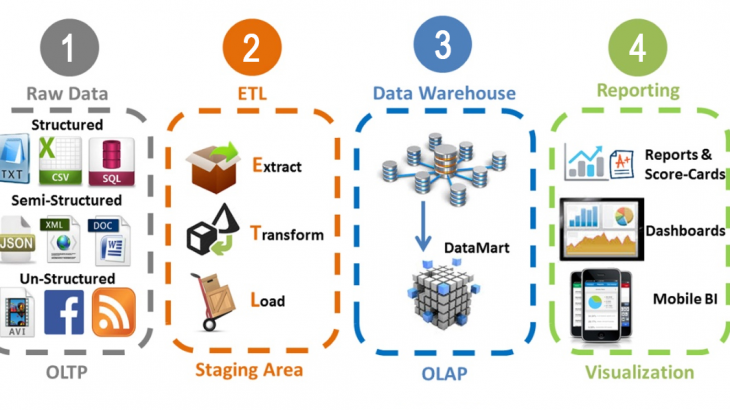 1
Raw Data
Structured
TXT
CSV
SQL
Semi-Structured
JSON
XML
DOC
Un-Structured
AVI
OLTP
2
ETL
Extract
Transform
Load
Staging Area
3
Data Warehouse
DataMart
OLAP
4
Reporting
A+
Reports &
Score-Cards
Dashboards
Mobile BI
Visualization